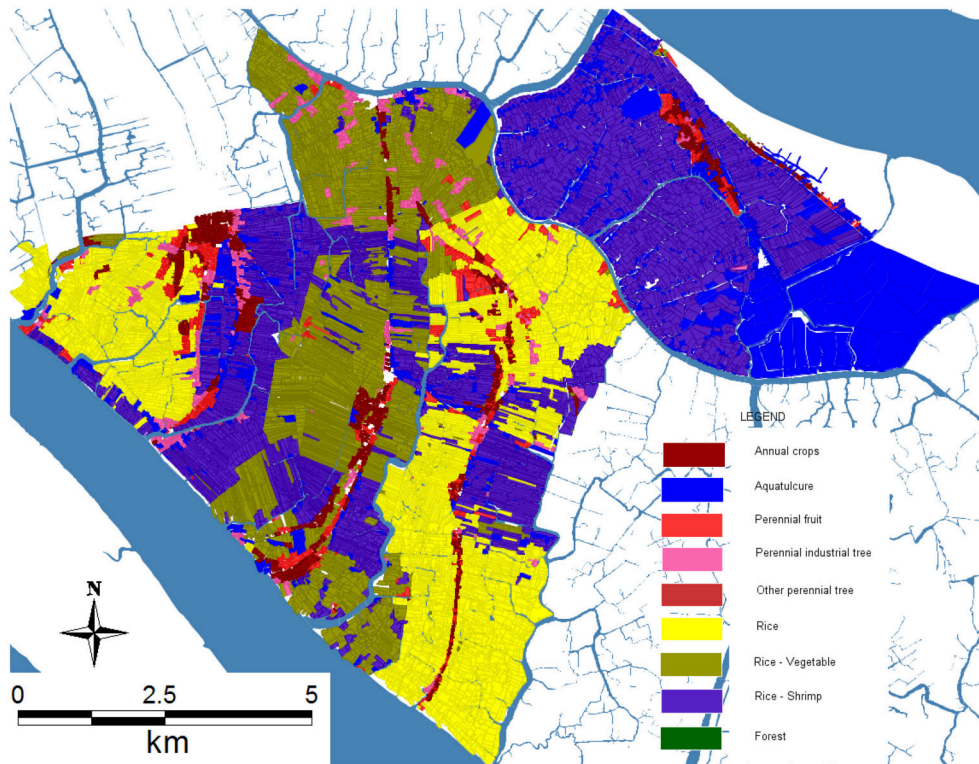 LEGEND
Annual crops
Aquatulcure
Perennial fruit
Perennial industrial tree
Other perennial tree
Rice
Rice - Vegetable
Rice - Shrimp
Forest
N
0 2.5 5
km